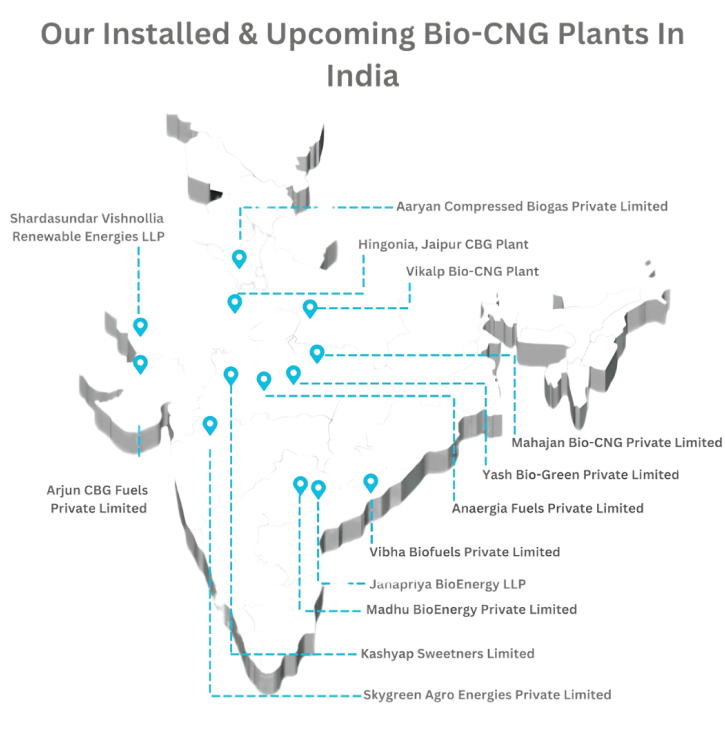 Our Installed & Upcoming Bio-CNG Plants In
India
Aaryan Compressed Biogas Private Limited
Shardasundar Vishnollia
Renewable Energies LLP
Hingonia, Jaipur CBG Plant
Vikalp Bio-CNG Plant
Mahajan Bio-CNG Private Limited
Yash Bio-Green Private Limited
Arjun CBG Fuels
Private Limited
Anaergia Fuels Private Limited
Vibha Biofuels Private Limited
Janapriya BioEnergy LLP
Madhu BioEnergy Private Limited
Kashyap Sweetners Limited
Skygreen Agro Energies Private Limited